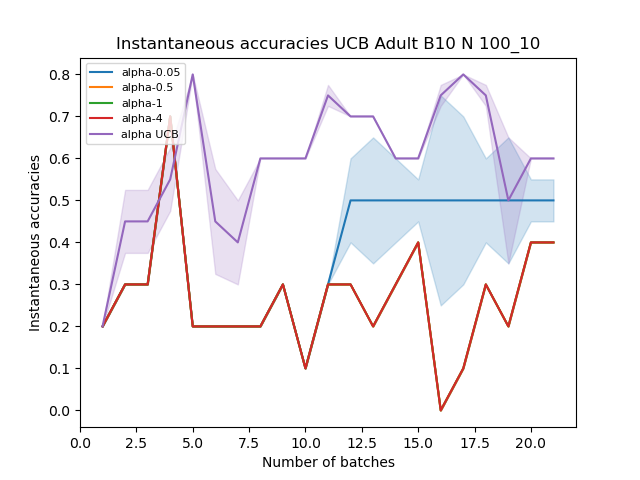 Instantaneous accuracies UCB Adult B10 N 100_10
alpha-0.05
alpha-0.5
alpha-1
alpha-4
alpha UCB
Instantaneous accuracies
0.8
0.7
0.6
0.5
0.4
0.3
0.2
0.1
0.0
0.0 2.5 5.0 7.5 10.0 12.5 15.0 17.5 20.0
Number of batches